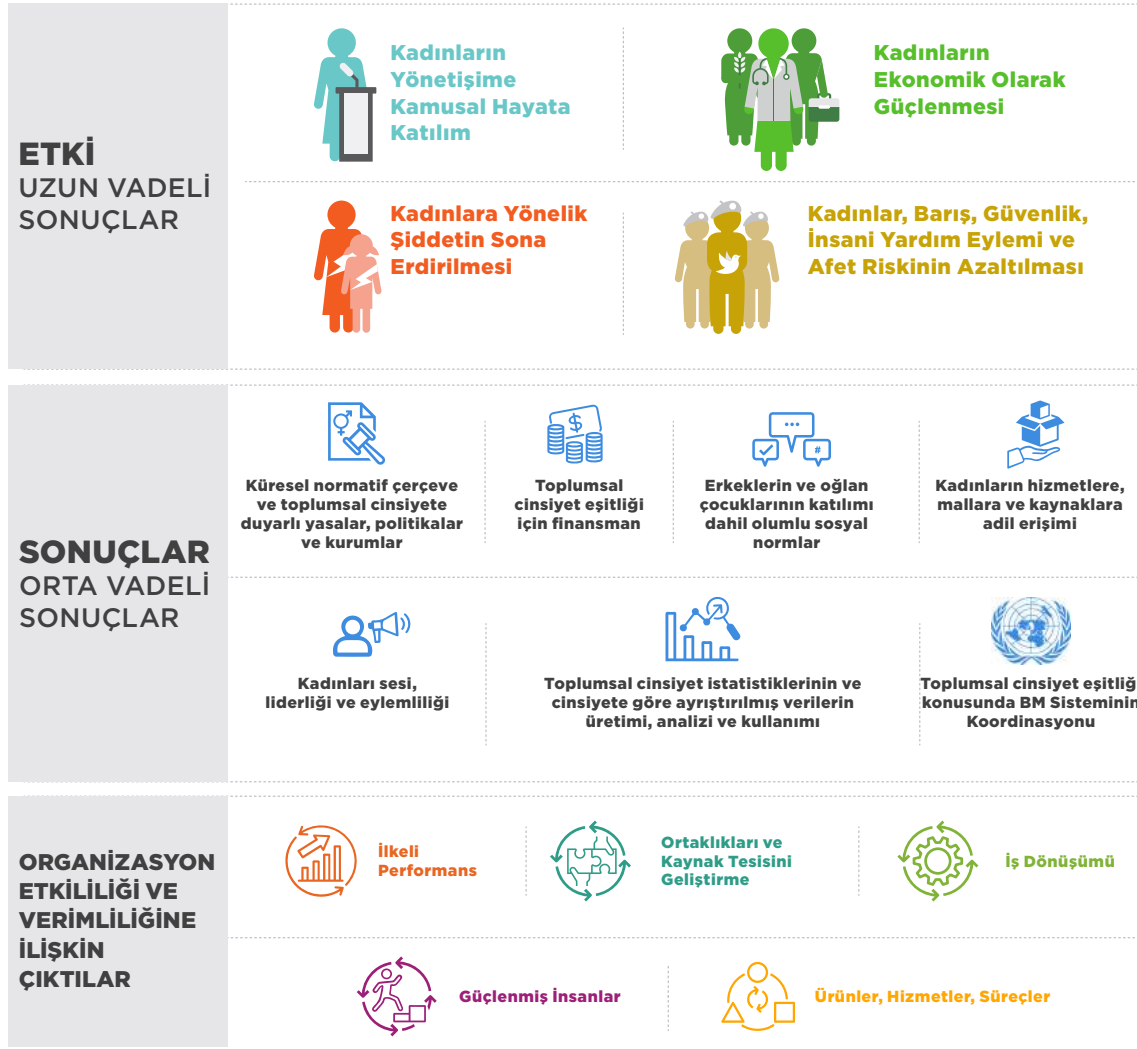 ETKİ
UZUN VADELİ
SONUÇLAR
Kadınların
Yönetişime
Kamusal Hayata
Katılım
Kadınların
Ekonomik Olarak
Güçlenmesi
Kadınlara Yönelik
Şiddetin Sona
Erdirilmesi
Kadınlar, Barış, Güvenlik,
İnsani Yardım Eylemi ve
Afet Riskinin Azaltılması
SONUÇLAR
ORTA VADELİ
SONUÇLAR
Küresel normatif çerçeve
ve toplumsal cinsiyete
duyarlı yasalar, politikalar
ve kurumlar
$
Toplumsal
cinsiyet eşitliği
için finansman
...
#
Erkeklerin ve oğlan
çocuklarının katılımı
dahil olumlu sosyal
normlar
Kadınların hizmetlere,
mallara ve kaynaklara
adil erişimi
Kadınları sesi,
liderliği ve eylemliliği
Toplumsal cinsiyet istatistiklerinin ve
cinsiyete göre ayrıştırılmış verilerin
üretimi, analizi ve kullanımı
Toplumsal cinsiyet eşitliği
konusunda BM Sisteminin
Koordinasyonu
ORGANİZASYON
ETKİLİLİĞİ VE
VERİMLİLİĞİNE
İLİŞKİN
ÇIKTILAR
İlkeli
Performans
Ortaklıkları ve
Kaynak Tesisini
Geliştirme
İş Dönüşümü
Güçlenmiş İnsanlar
Ürünler, Hizmetler, Süreçler